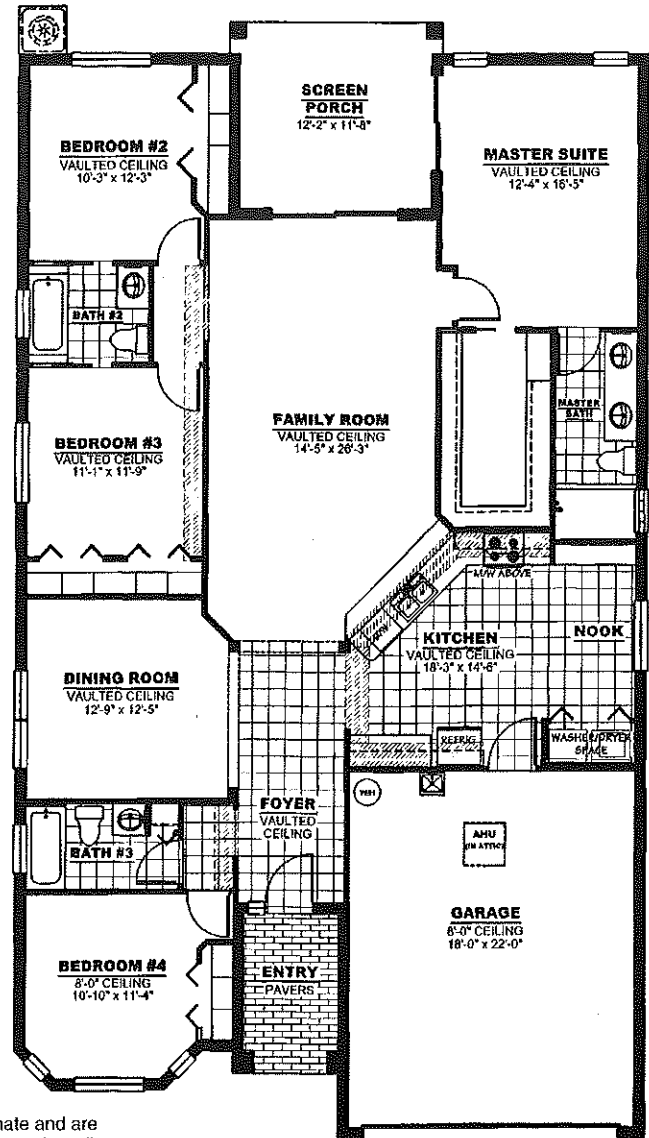 SCREEN
PORCH
12'-2" x 11'-8"
BEDROOM #2
VAULTED CEILING
10'-3" x 12'-3"
MASTER SUITE
VAULTED CEILING
12'-4" x 16'-5"
BATH #2
FAMILY ROOM
VAULTED CEILING
14'-5" x 26'-3"
MASTER
BATH
BEDROOM #3
VAULTED CEILING
11'-1" x 11'-9"
M/W ABOVE
KITCHEN
VAULTED CEILING
18'-3" x 14'-6"
NOOK
DINING ROOM
VAULTED CEILING
12'-9" x 12'-5"
REFRIG
WASHER/DRYER
SPACE
FOYER
VAULTED
CEILING
WH
AHU
(IN ATTIC)
BATH #3
GARAGE
8'-0" CEILING
18'-0" x 22'-0"
BEDROOM #4
8'-0" CEILING
10'-10" x 11'-4"
ENTRY
PAVERS
nate and are